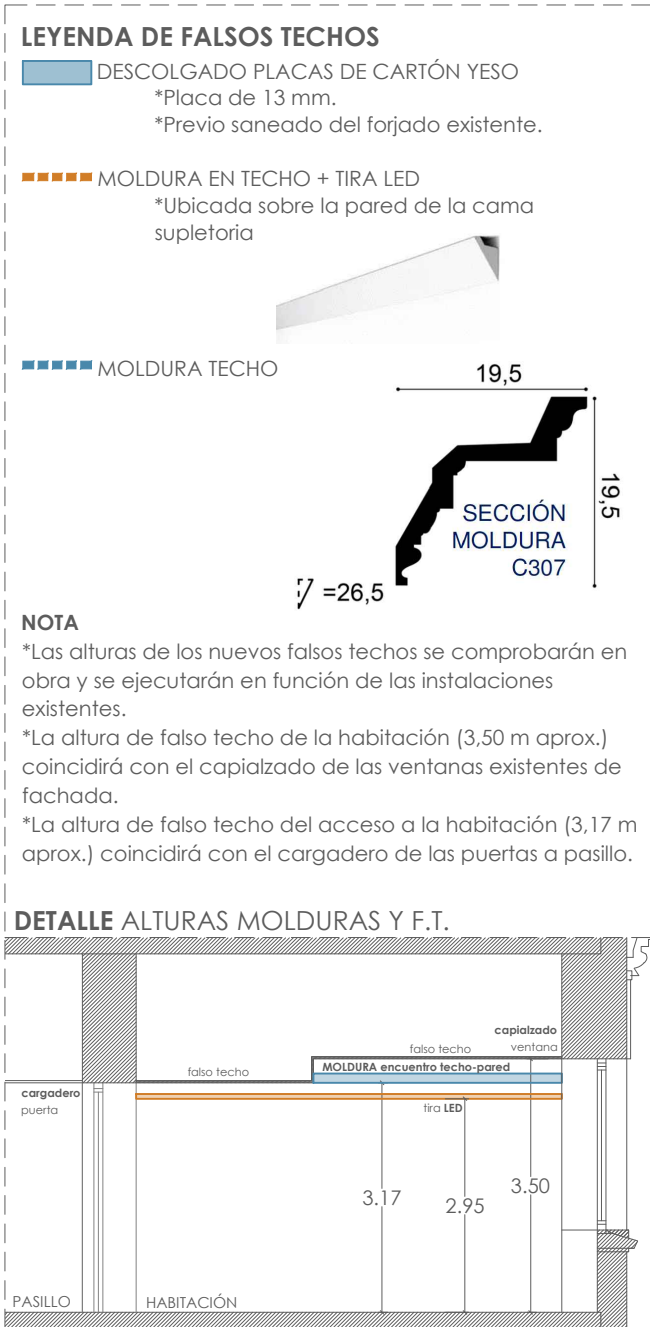 LEYENDA DE FALSOS TECHOS
DESCOLGADO PLACAS DE CARTÓN YESO
*Placa de 13 mm.
*Previo saneado del forjado existente.
MOLDURA EN TECHO + TIRA LED
*Ubicada sobre la pared de la cama
supletoria
MOLDURA TECHO
19,5
19,5
SECCIÓN
MOLDURA
C307
=26,5
NOTA
*Las alturas de los nuevos falsos techos se comprobarán en
obra y se ejecutarán en función de las instalaciones
existentes.
*La altura de falso techo de la habitación (3,50 m aprox.)
coincidirá con el capialzado de las ventanas existentes de
fachada.
*La altura de falso techo del acceso a la habitación (3,17 m
aprox.) coincidirá con el cargadero de las puertas a pasillo.
DETALLE ALTURAS MOLDURAS Y F.T.
capialzado
ventana
falso techo
falso techo
MOLDURA encuentro techo-pared
cargadero
puerta
tira LED
3.17
2.95
3.50
PASILLO
HABITACIÓN